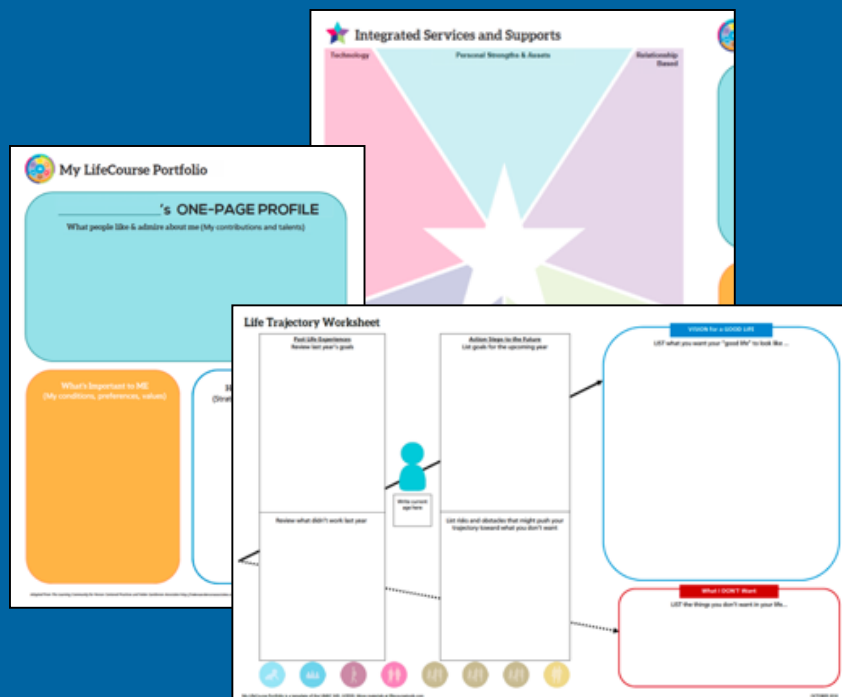 Integrated Services and Supports
Technology
Personal Strengths & Assets
Relationship
Based
My LifeCourse Portfolio
's ONE-PAGE PROFILE
What people like & admire about me (My contributions and talents)
What's Important to ME
(My conditions, preferences, values)
H
(Strat
Life Trajectory Worksheet
Past Life Experiences
Review last year's goals
Review what didn't work last year
Write current
age here
Action Steps to the Future
List goals for the upcoming year
List risks and obstacles that might push your
trajectory toward what you don't want
VISION for a GOOD LIFE
LIST what you want your "good life" to look like ...
What I DON'T Want
LIST the things you don't want in your life...